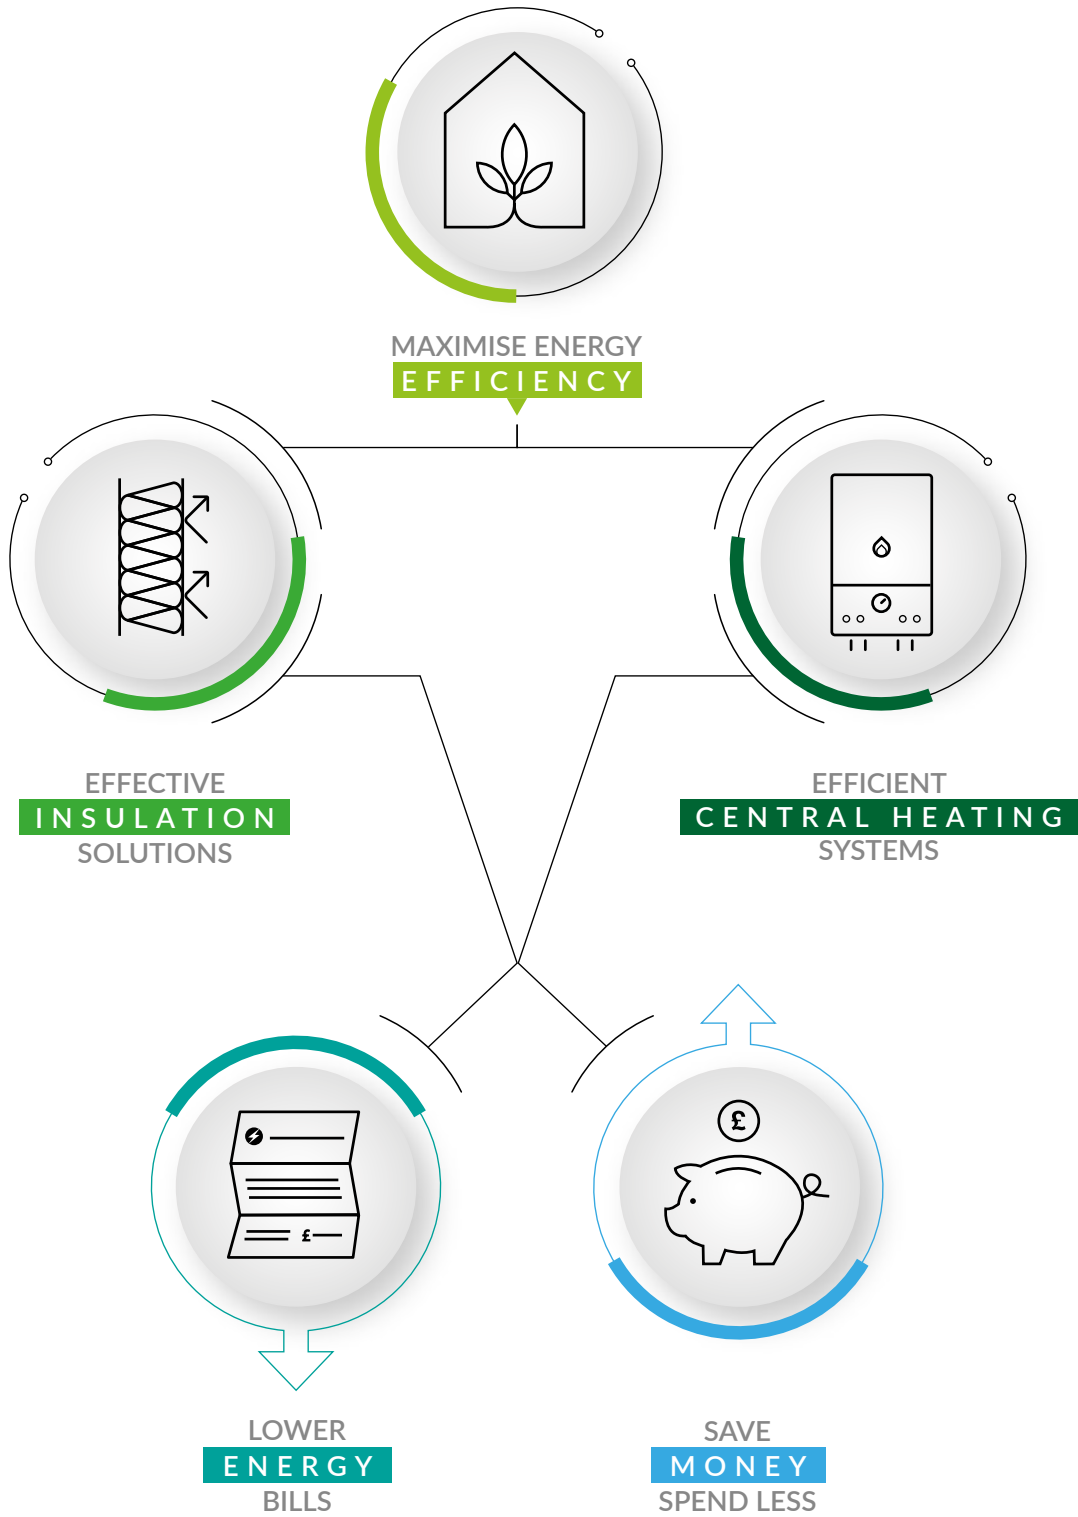 MAXIMISE ENERGY
EFFICIENCY
EFFECTIVE
INSULATION
SOLUTIONS
EFFICIENT
CENTRAL HEATING
SYSTEMS
£
£
LOWER
ENERGY
BILLS
SAVE
MONEY
SPEND LESS